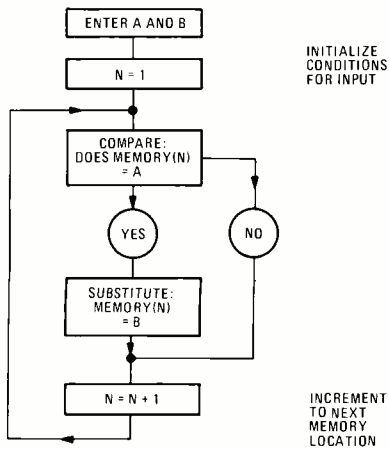 ENTER A AND B
INITIALIZE
CONDITIONS
FOR INPUT
N = 1
COMPARE:
DOES MEMORY(N)
= A
YES
NO
SUBSTITUTE:
MEMORY(N)
= B
N = N + 1
INCREMENT
TO NEXT
MEMORY
LOCATION